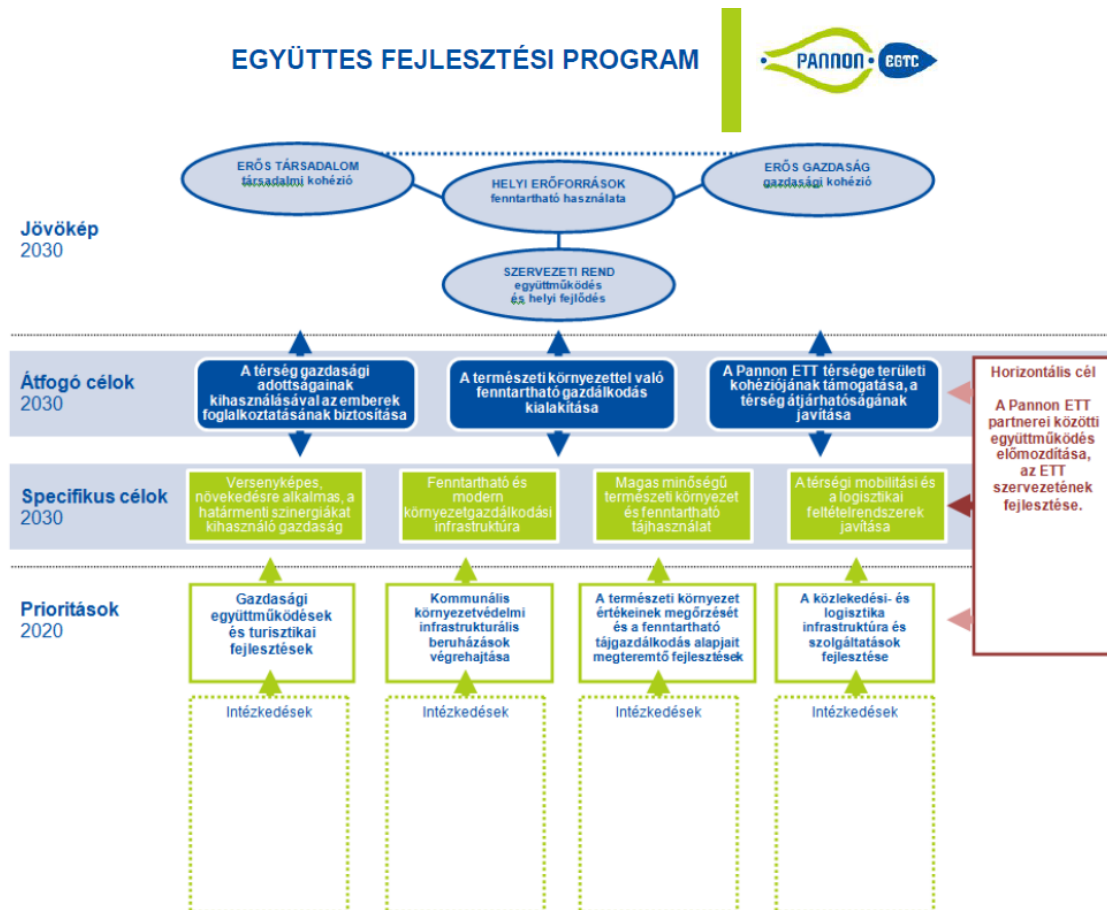 EGYÜTTES FEJLESZTÉSI PROGRAM
PANNON EGTC
ERŐS TÁRSADALOM
társadalmi kohézió
HELYI ERŐFORRÁSOK
fenntartható használata
ERŐS GAZDASÁG
gazdasági kohézió
Jövőkép
2030
SZERVEZETI REND
együttműködés
és helyi fejlődés
Átfogó célok
2030
A térség gazdasági
adottságainak
kihasználásával az emberek
foglalkoztatásának biztosítása
A természeti környezettel való
fenntartható gazdálkodás
kialakítása
A Pannon ETT térsége területi
kohéziójának támogatása, a
térség átjárhatóságának
javítása
Horizontális cél
A Pannon ETT
partnerei közötti
együttműködés
előmozdítása,
az ETT
szervezetének
fejlesztése.
Specifikus célok
2030
Versenyképes,
növekedésre alkalmas, a
határmenti szinergiákat
kihasználó gazdaság
Fenntartható és
modern
környezetgazdálkodási
infrastruktúra
Magas minőségű
természeti környezet
és fenntartható
tájhasználat
A térségi mobilitási és
a logisztikai
feltételrendszerek
javítása
Prioritások
2020
Gazdasági
együttműködések
és turisztikai
fejlesztések
Kommunális
környezetvédelmi
infrastrukturális
beruházások
végrehajtása
A természeti környezet
értékeinek megőrzését
és a fenntartható
tájgazdálkodás alapjait
megteremtő fejlesztések
A közlekedési- és
logisztika
infrastruktúra és
szolgáltatások
fejlesztése
Intézkedések
Intézkedések
Intézkedések
Intézkedések